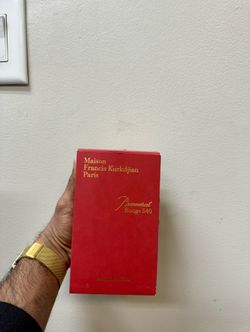 Maison
Francis Kurkdjian
Paris
Baccarat
Rouge 540